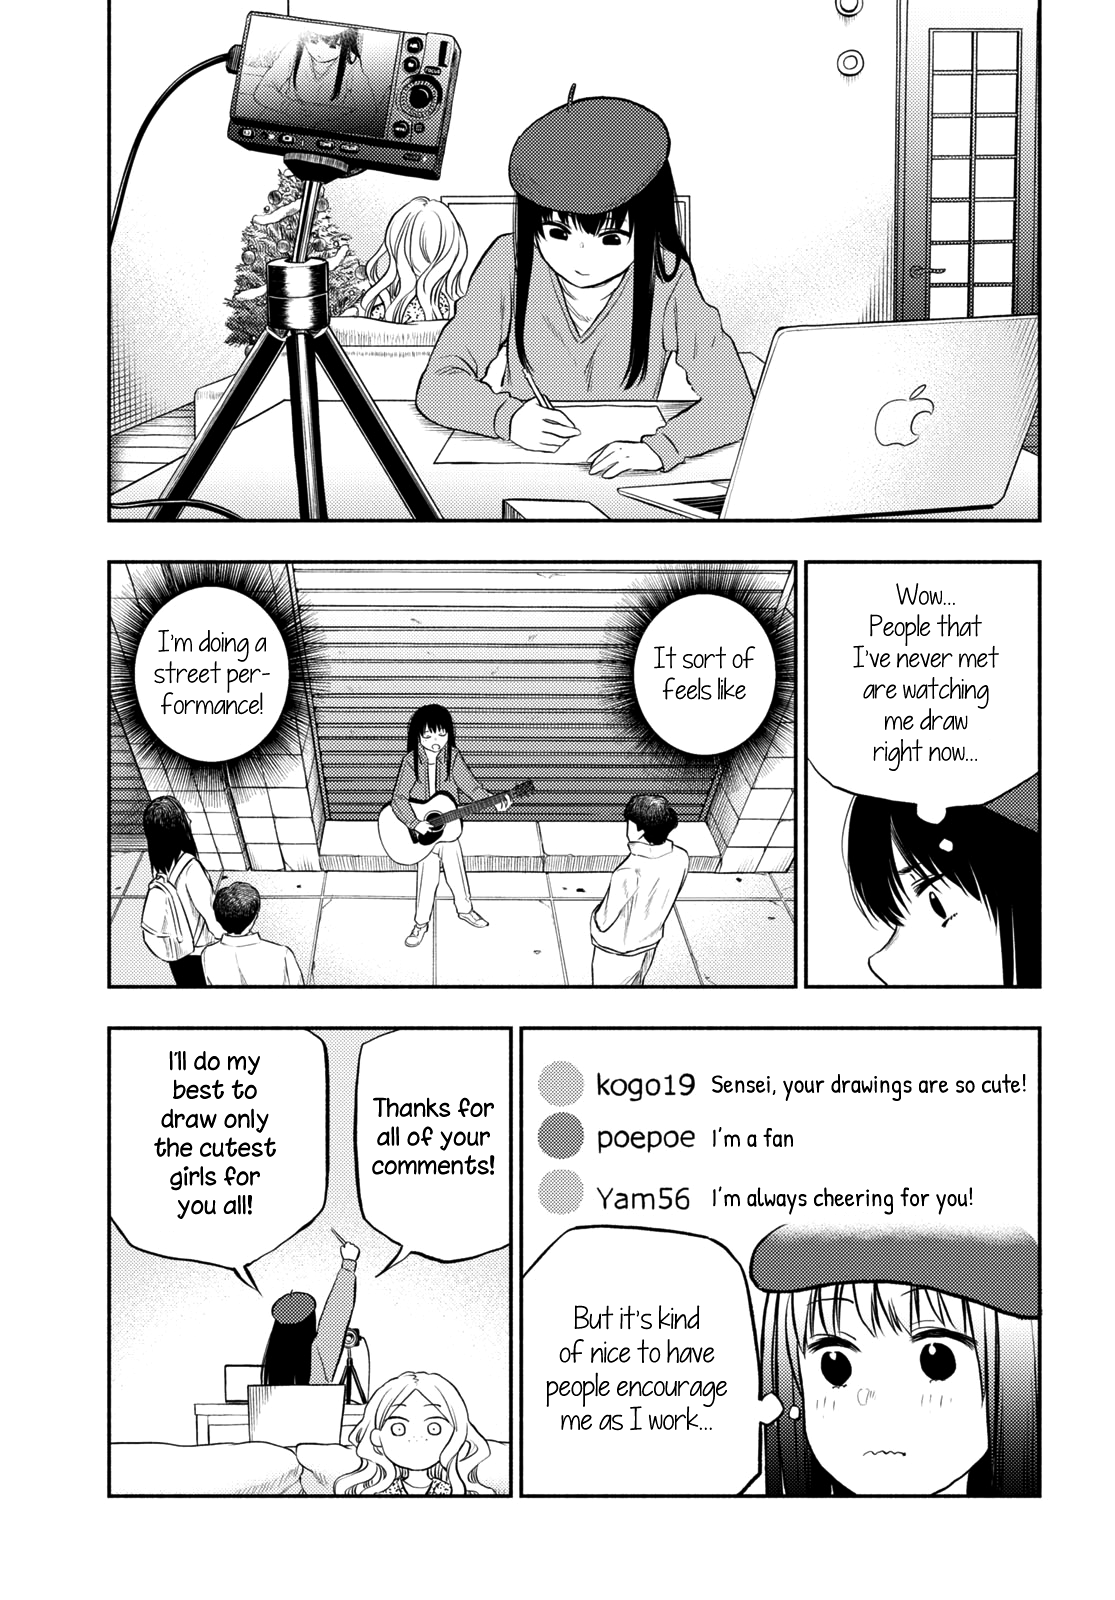 Wow...
People that
I've never met
are watching
me draw
right now...
It sort of
feels like
I'm doing a
street per-
formance!
kogo19 Sensei, your drawings are so cute!
poepoe I'm a fan
Yam56 I'm always cheering for you!
But it's kind
of nice to have
people encourage
me as I work...
Thanks for
all of your
comments!
I'll do my
best to
draw only
the cutest
girls for
you all!